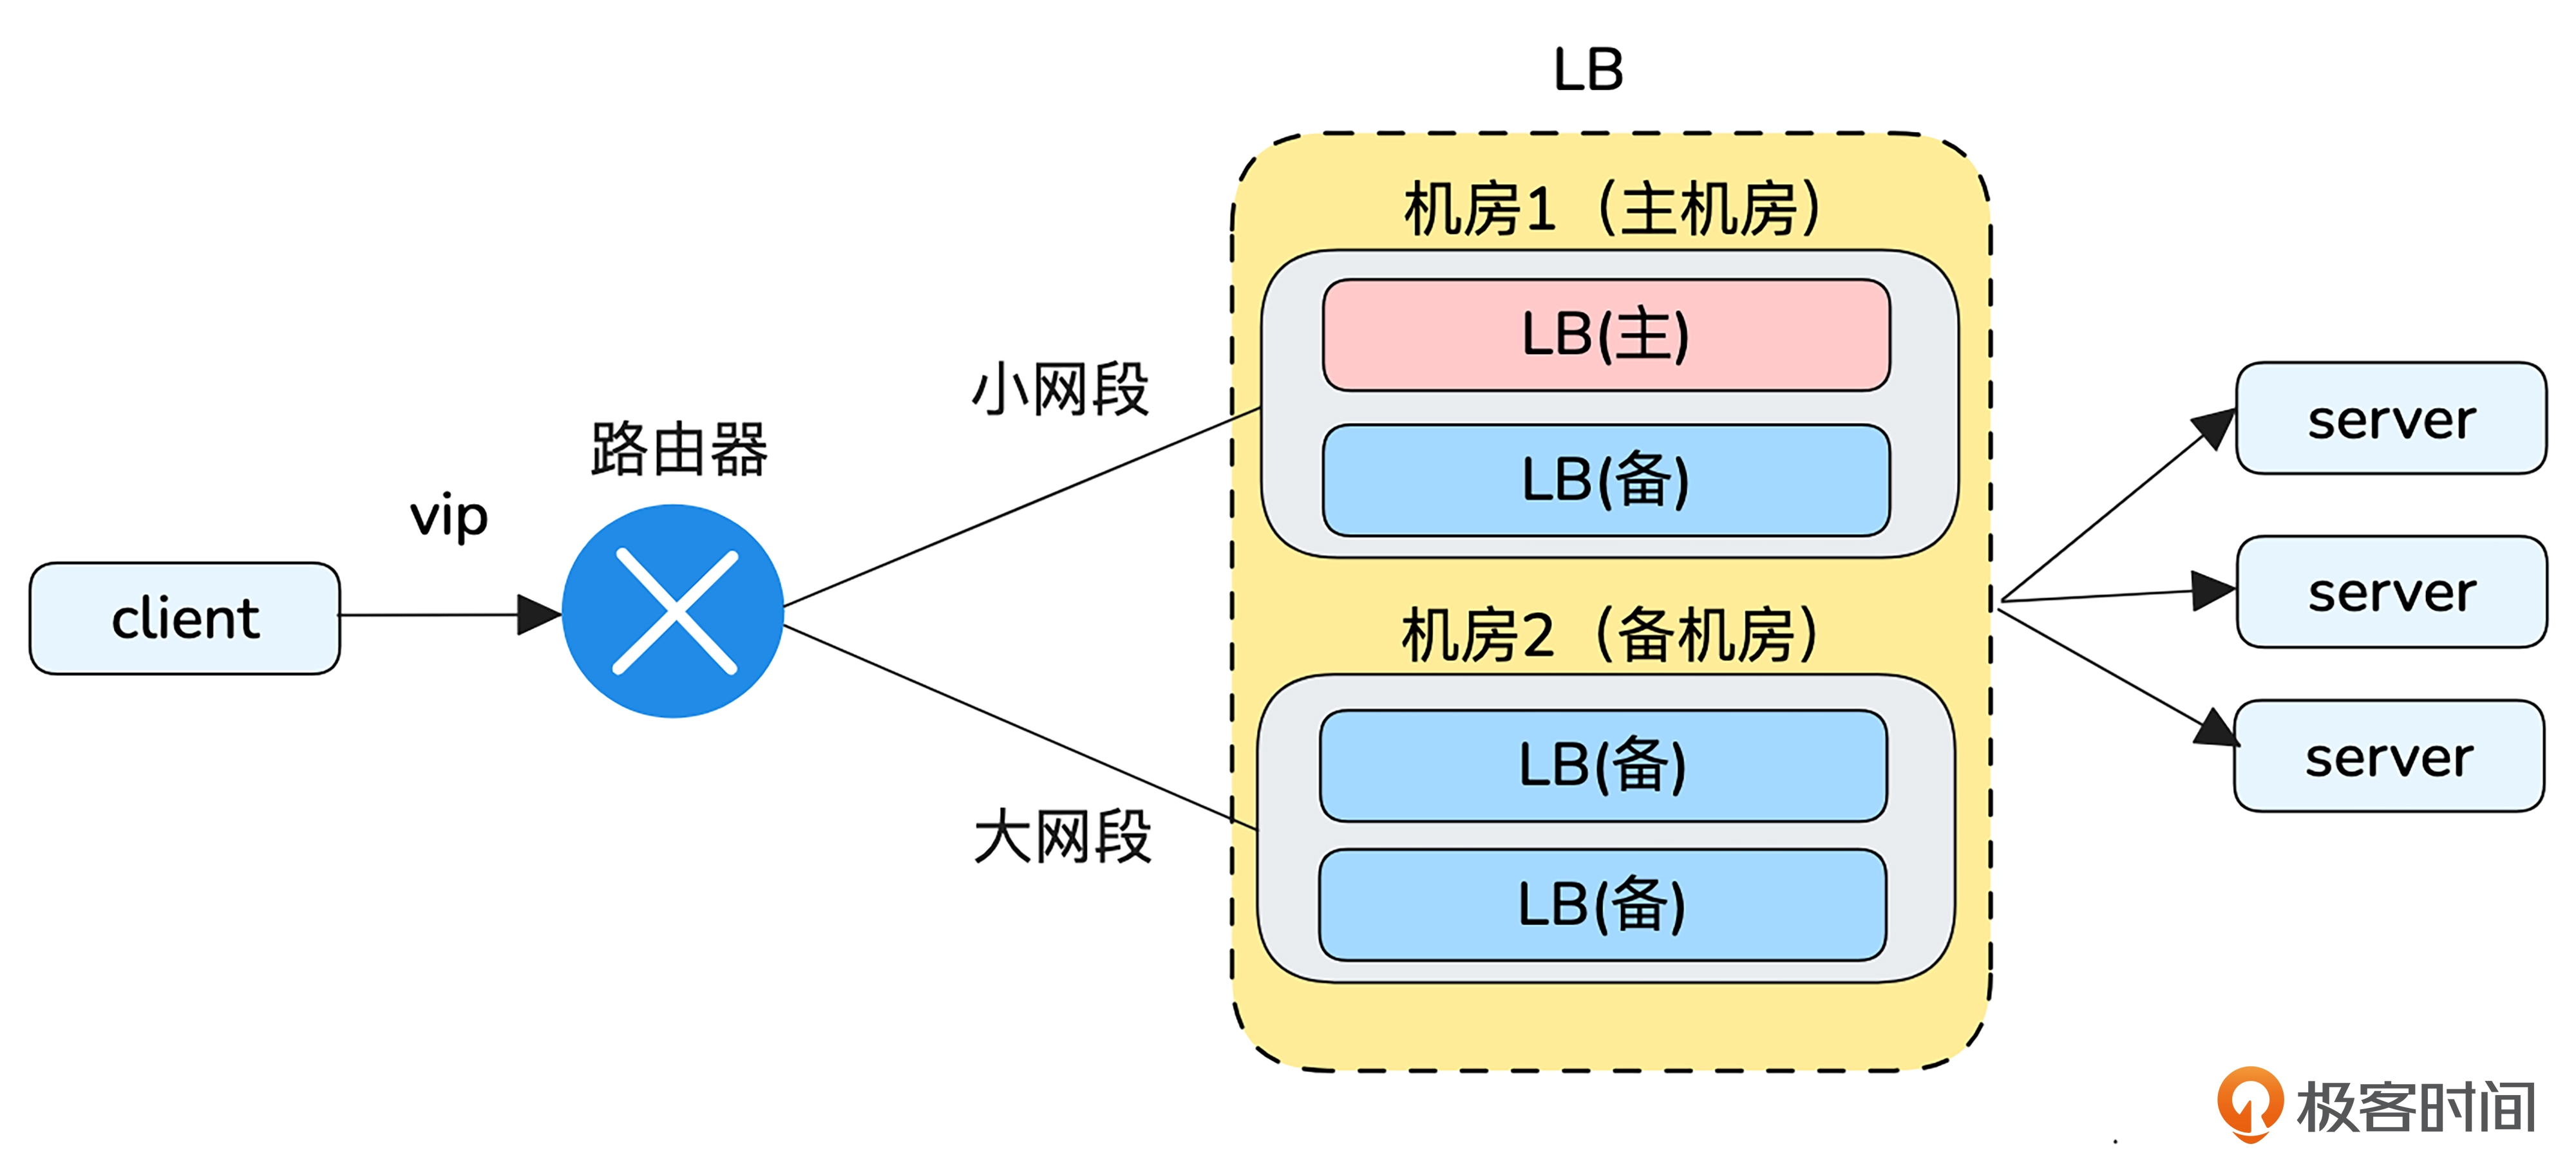 LB
机房1（主机房）
LB(主)
小网段
LB(备)
server
路由器
vip
client
server
机房2（备机房）
LB(备)
server
大网段
LB(备)
极客时间